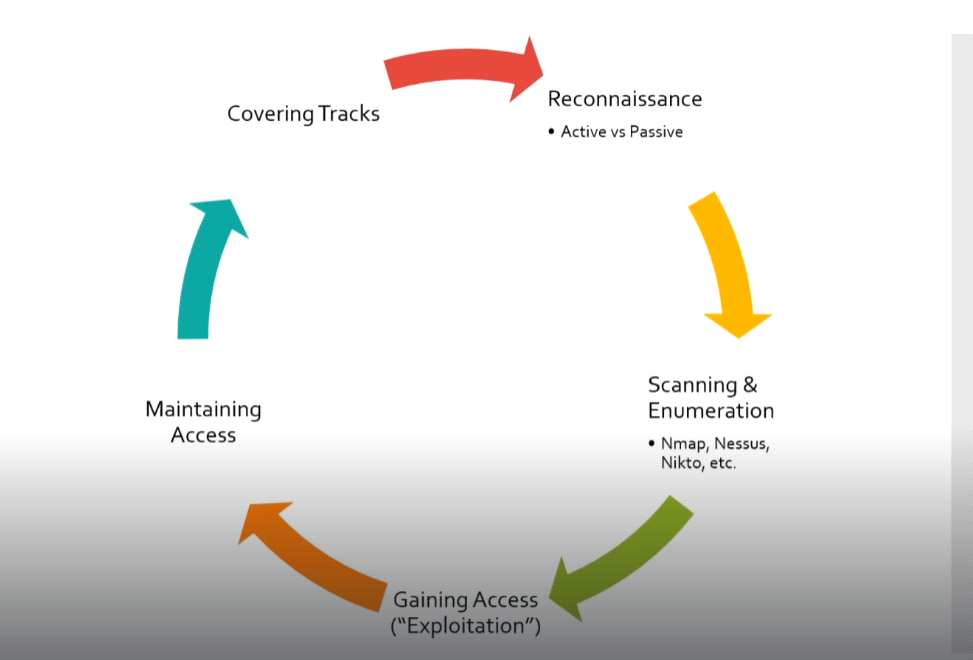 Covering Tracks
Reconnaissance
• Active vs Passive
Scanning &
Enumeration
• Nmap, Nessus,
Nikto, etc.
Gaining Access
("Exploitation")
Maintaining
Access